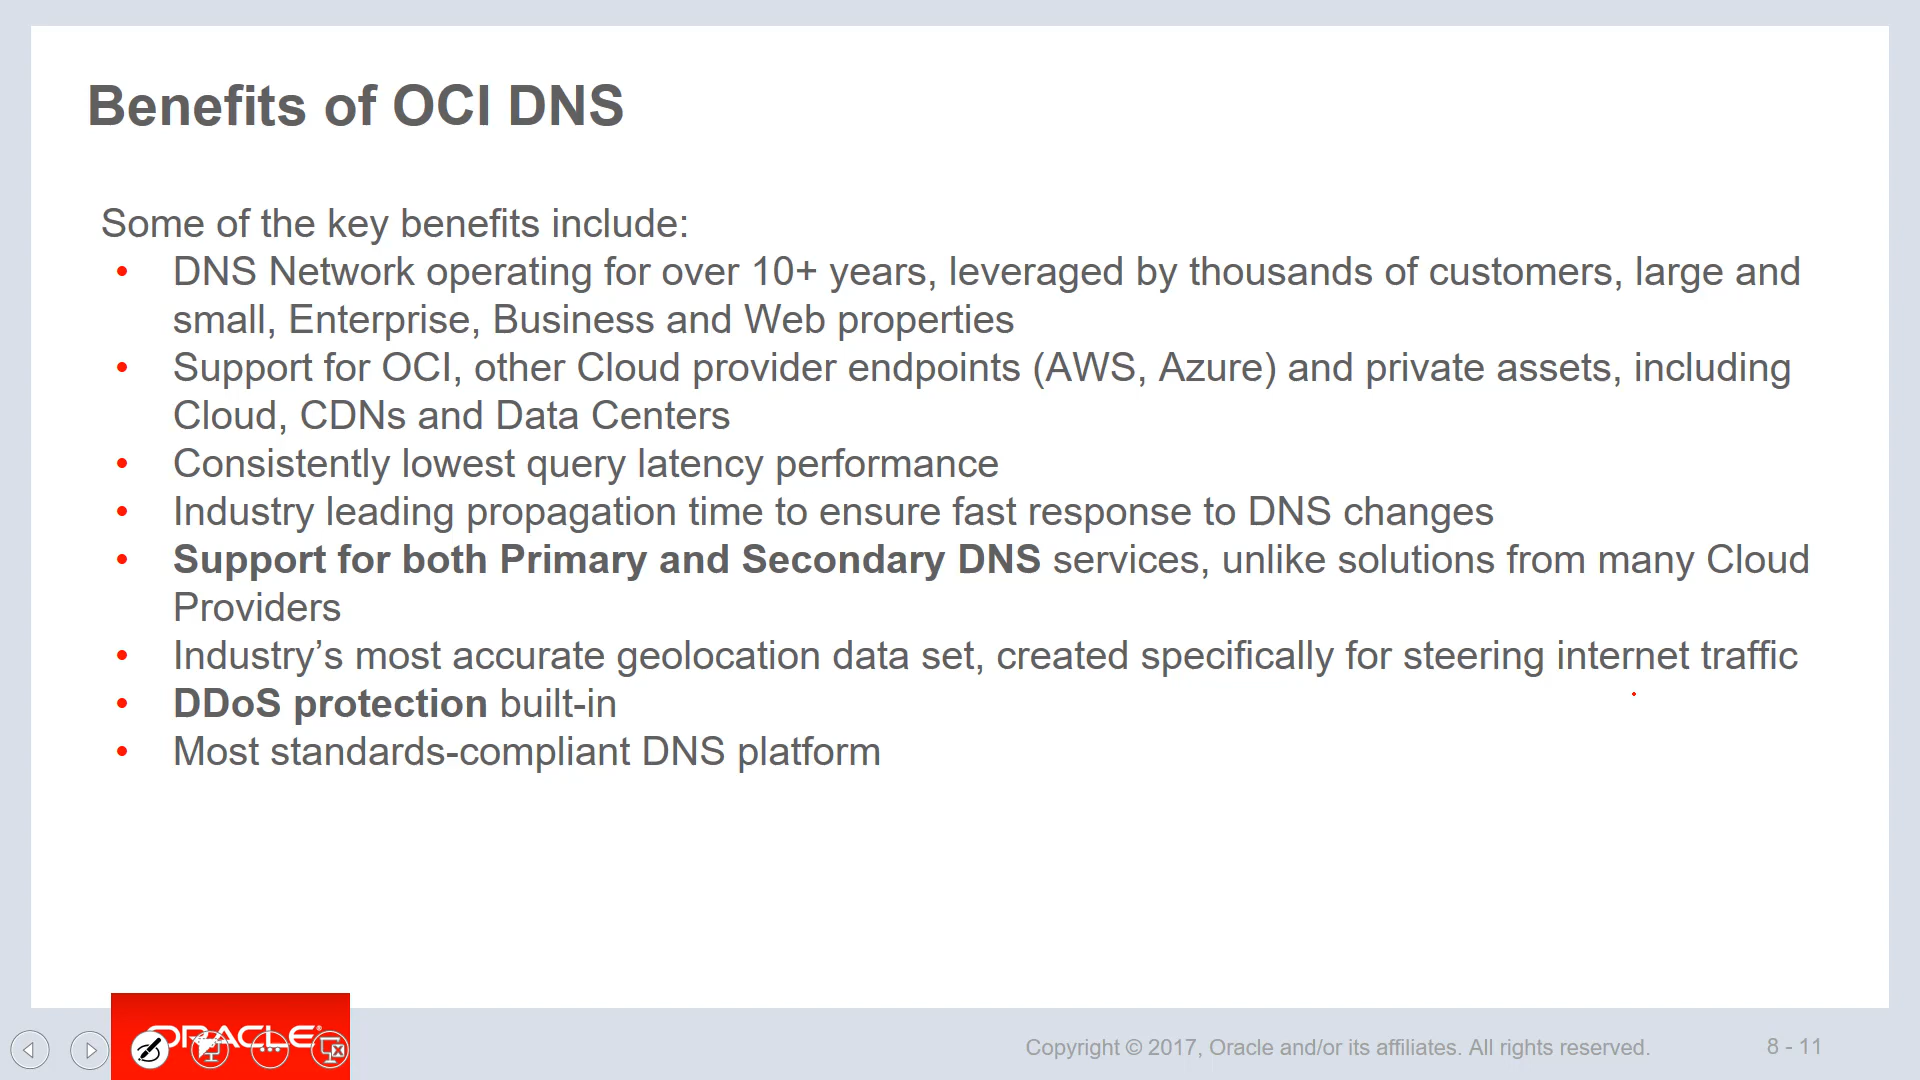 Benefits of OCI DNS
Some of the key benefits include:
• DNS Network operating for over 10+ years, leveraged by thousands of customers, large and
small, Enterprise, Business and Web properties
• Support for OCI, other Cloud provider endpoints (AWS, Azure) and private assets, including
Cloud, CDNs and Data Centers
• Consistently lowest query latency performance
• Industry leading propagation time to ensure fast response to DNS changes
• Support for both Primary and Secondary DNS services, unlike solutions from many Cloud
Providers
• Industry’s most accurate geolocation data set, created specifically for steering internet traffic
• DDoS protection built-in
• Most standards-compliant DNS platform
ORACLE®
Copyright © 2017, Oracle and/or its affiliates. All rights reserved.
8 - 11